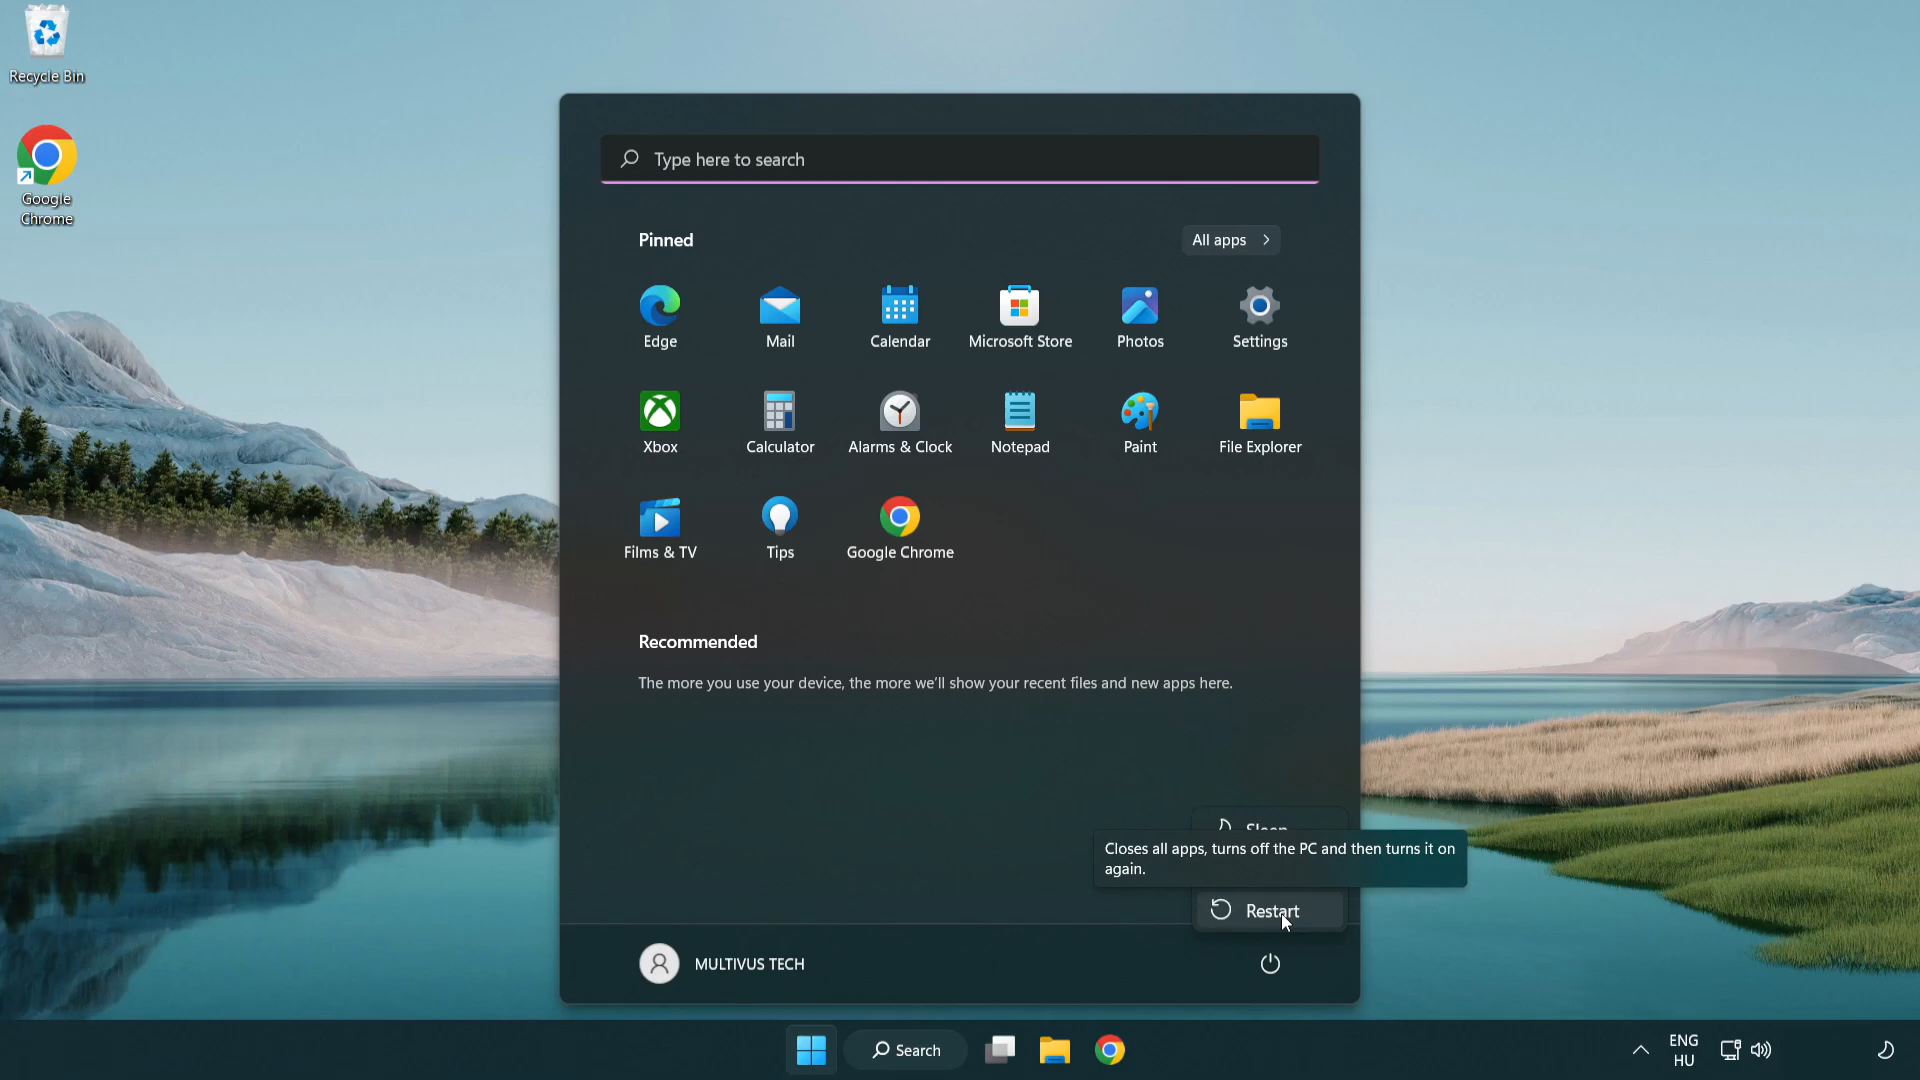 Recycle Bin
Google
Chrome
Type here to search
Pinned
All apps
Edge
Mail
Calendar
Microsoft Store
Photos
Settings
Xbox
Calculator
Alarms & Clock
Notepad
Paint
File Explorer
Films & TV
Tips
Google Chrome
Recommended
The more you use your device, the more we'll show your recent files and new apps here.
Sleep
Closes all apps, turns off the PC and then turns it on
again.
Restart
MULTIVUS TECH
Search
ENG
HU